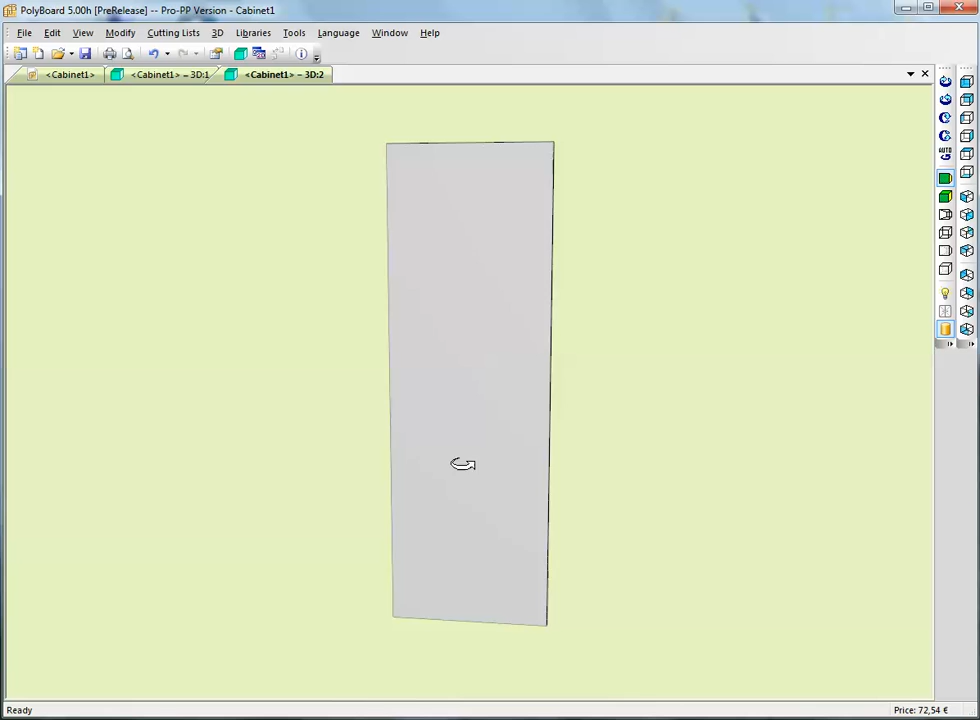 PolyBoard 5.00h [PreRelease] -- Pro-PP Version - Cabinet1
File Edit View Modify Cutting Lists 3D Libraries Tools Language Window Help
<Cabinet1> <Cabinet1> -- 3D:1 <Cabinet1> -- 3D:2
AUTO
Ready Price: 72,54 €